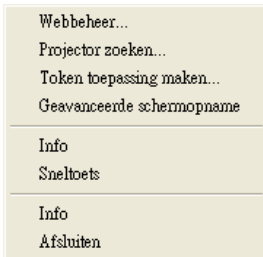 Webbeheer...
Projector zoeken...
Token toepassing maken...
Geavanceerde schermopname
Info
Sneltoets
Info
Afsluiten